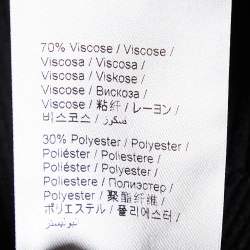 70% Viscose / Viscose /
Viscosa / Viscosa /
Viscosa / Viskose /
Viscose / Вискоза /
Viscose / 粘纤 / レーヨン /
비스코스 / فسكوز /
30% Polyester / Polyester /
Poliéster / Poliestere /
Poliéster / Polyester /
Polyester / Полиэстер /
Polyester / 聚酯纤维 /
ポリエステル / 폴리에스터 /